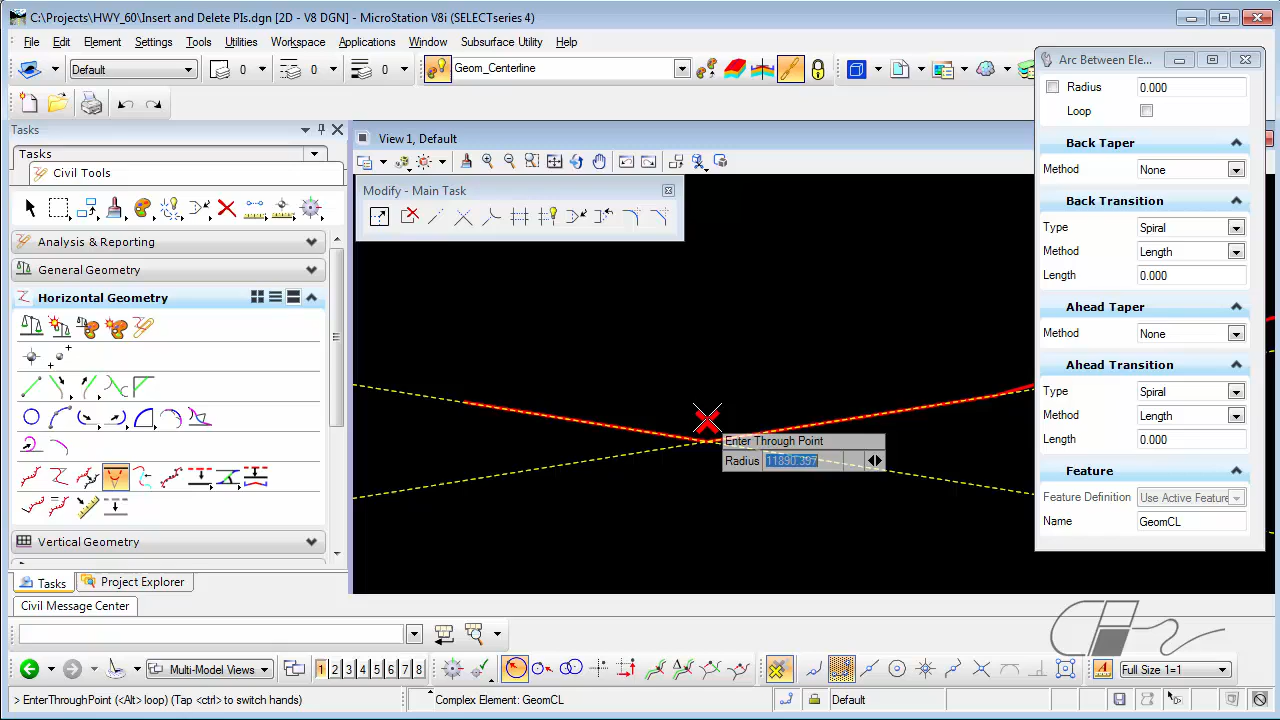 C:\Projects\HWY_60\Insert and Delete PIs.dgn [2D - V8 DGN] - MicroStation V8i (SELECTseries 4)
File Edit Element Settings Tools Utilities Workspace Applications Window Subsurface Utility Help
Default 0 0 0 Geom_Centerline
Arc Between Ele...
Radius 0.000
Loop
Back Taper
Method None
Back Transition
Type Spiral
Method Length
Length 0.000
Ahead Taper
Method None
Ahead Transition
Type Spiral
Method Length
Length 0.000
Feature
Feature Definition Use Active Feature
Name GeomCL
Tasks
Tasks
Civil Tools
Analysis & Reporting
General Geometry
Horizontal Geometry
Vertical Geometry
Tasks Project Explorer
View 1, Default
Modify - Main Task
Enter Through Point
Radius 11890.397
Civil Message Center
Multi-Model Views 1 2 3 4 5 6 7 8 Full Size 1=1
> EnterThroughPoint (<Alt> loop) (Tap <ctrl> to switch hands) Complex Element: GeomCL Default